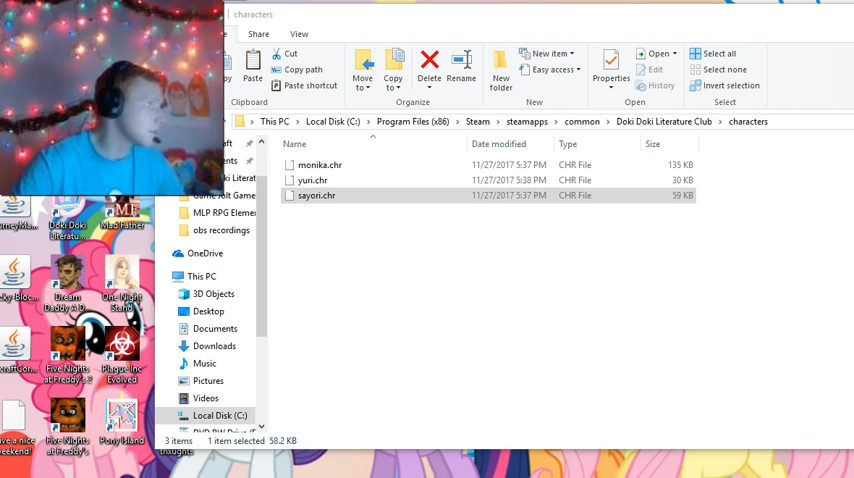 characters
Share View
Cut
Copy path
Paste shortcut
Paste
Clipboard
Move to
Copy to
Delete
Rename
Organize
New folder
New item
Easy access
New
Properties
Open
Edit
History
Open
Select all
Select none
Invert selection
Select
This PC > Local Disk (C:) > Program Files (x86) > Steam > steamapps > common > Doki Doki Literature Club > characters
Name Date modified Type Size
monika.chr 11/27/2017 5:37 PM CHR File 135 KB
yuri.chr 11/27/2017 5:38 PM CHR File 30 KB
sayori.chr 11/27/2017 5:37 PM CHR File 59 KB
MLP RPG Elemen
obs recordings
OneDrive
This PC
3D Objects
Desktop
Documents
Downloads
Music
Pictures
Videos
Local Disk (C:)
3 items 1 item selected 58.2 KB
Doki Doki Literatu...
Mad Father
Dream Daddy A D...
One Night Stand
Five Nights at Freddy's 2
Plague Inc Evolved
Five Nights at Freddy's
Pony Island